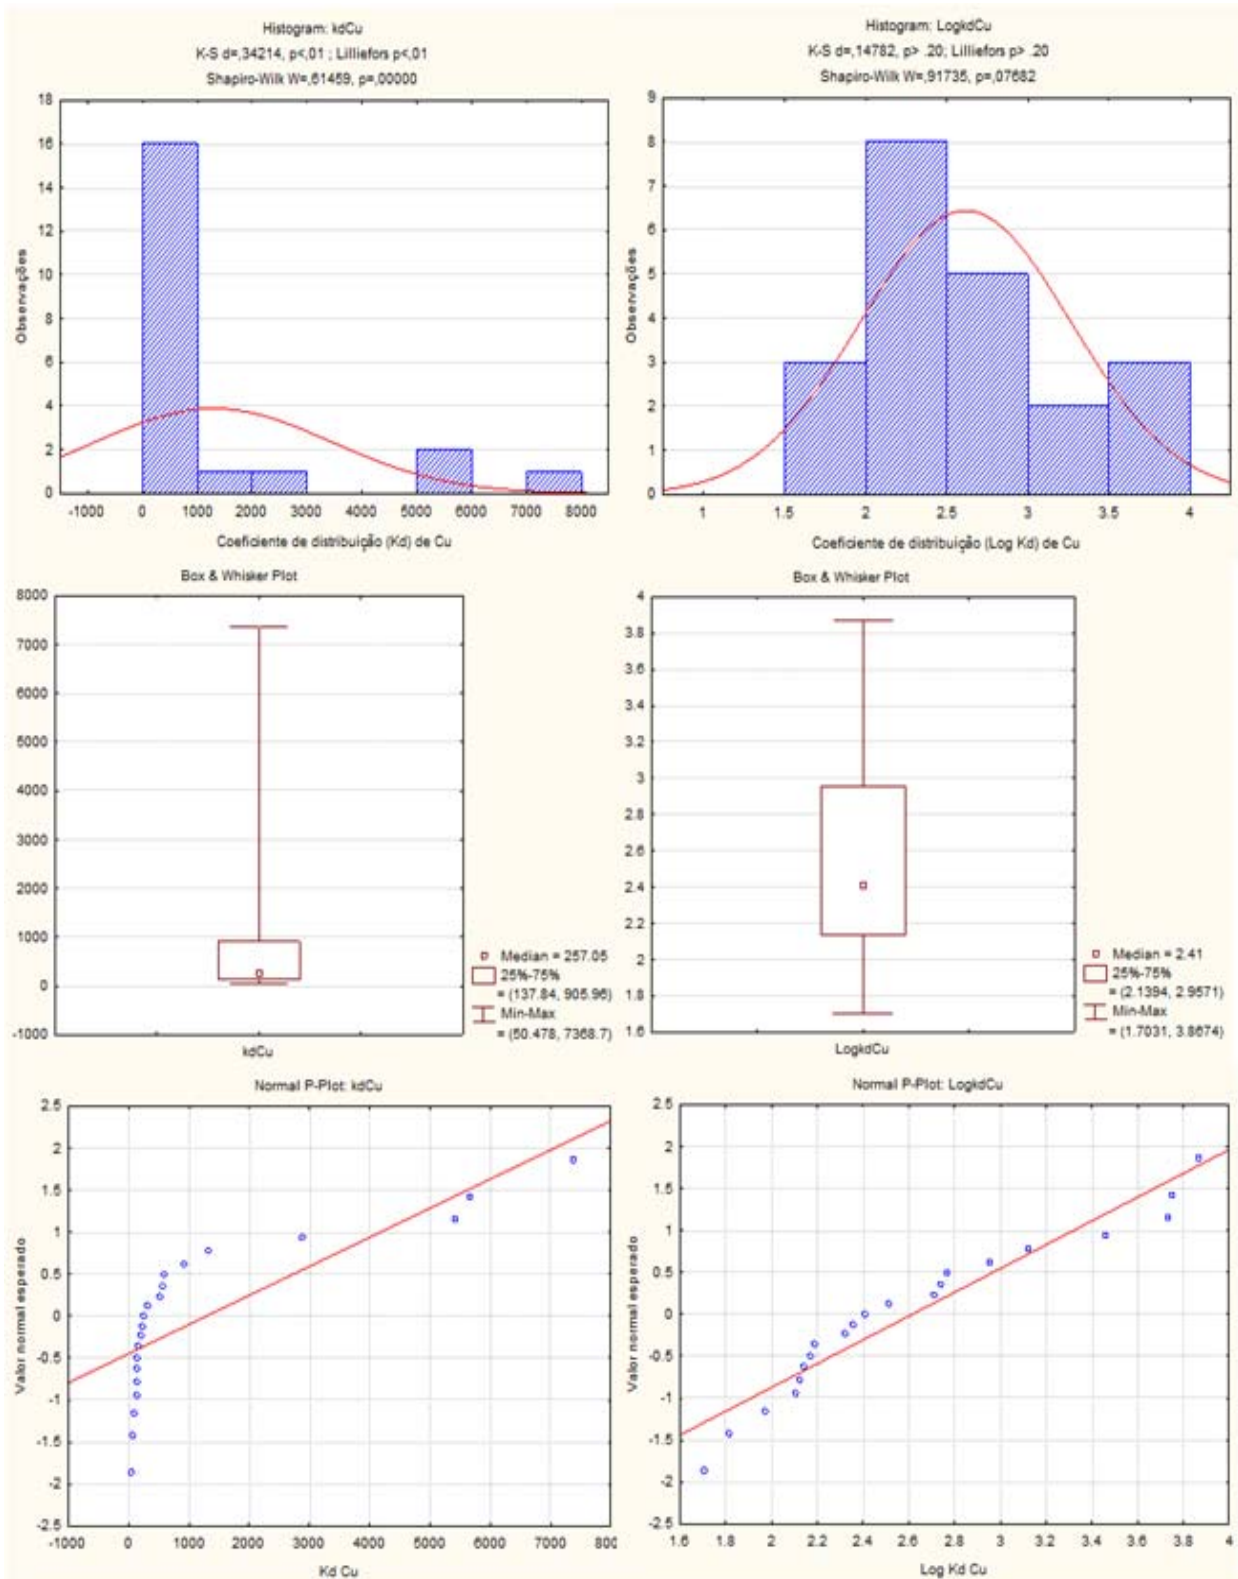 Histogram: kdCu
K-S d=,34214, p<,01 ; Lilliefors p<,01
Shapiro-Wilk W=,61459, p=,00000
18
16
14
12
10
8
6
4
2
0
Observações
-1000 0 1000 2000 3000 4000 5000 6000 7000 8000
Coeficiente de distribuição (Kd) de Cu
Histogram: LogkdCu
K-S d=,14782, p> .20; Lilliefors p> .20
Shapiro-Wilk W=,91735, p=,07682
9
8
7
6
5
4
3
2
1
0
Observações
1 1.5 2 2.5 3 3.5 4
Coeficiente de distribuição (Log Kd) de Cu
Box & Whisker Plot
8000
7000
6000
5000
4000
3000
2000
1000
0
-1000
kdCu
Median = 257.05
25%-75%
= (137.84, 905.96)
Min-Max
= (50.478, 7368.7)
Box & Whisker Plot
4
3.8
3.6
3.4
3.2
3
2.8
2.6
2.4
2.2
2
1.8
1.6
LogkdCu
Median = 2.41
25%-75%
= (2.1394, 2.9571)
Min-Max
= (1.7031, 3.8674)
Normal P-Plot: kdCu
2.5
2
1.5
1
0.5
0
-0.5
-1
-1.5
-2
-2.5
Valor normal esperado
-1000 0 1000 2000 3000 4000 5000 6000 7000 800
Kd Cu
Normal P-Plot: LogkdCu
2.5
2
1.5
1
0.5
0
-0.5
-1
-1.5
-2
-2.5
Valor normal esperado
1.6 1.8 2 2.2 2.4 2.6 2.8 3 3.2 3.4 3.6 3.8 4
Log Kd Cu